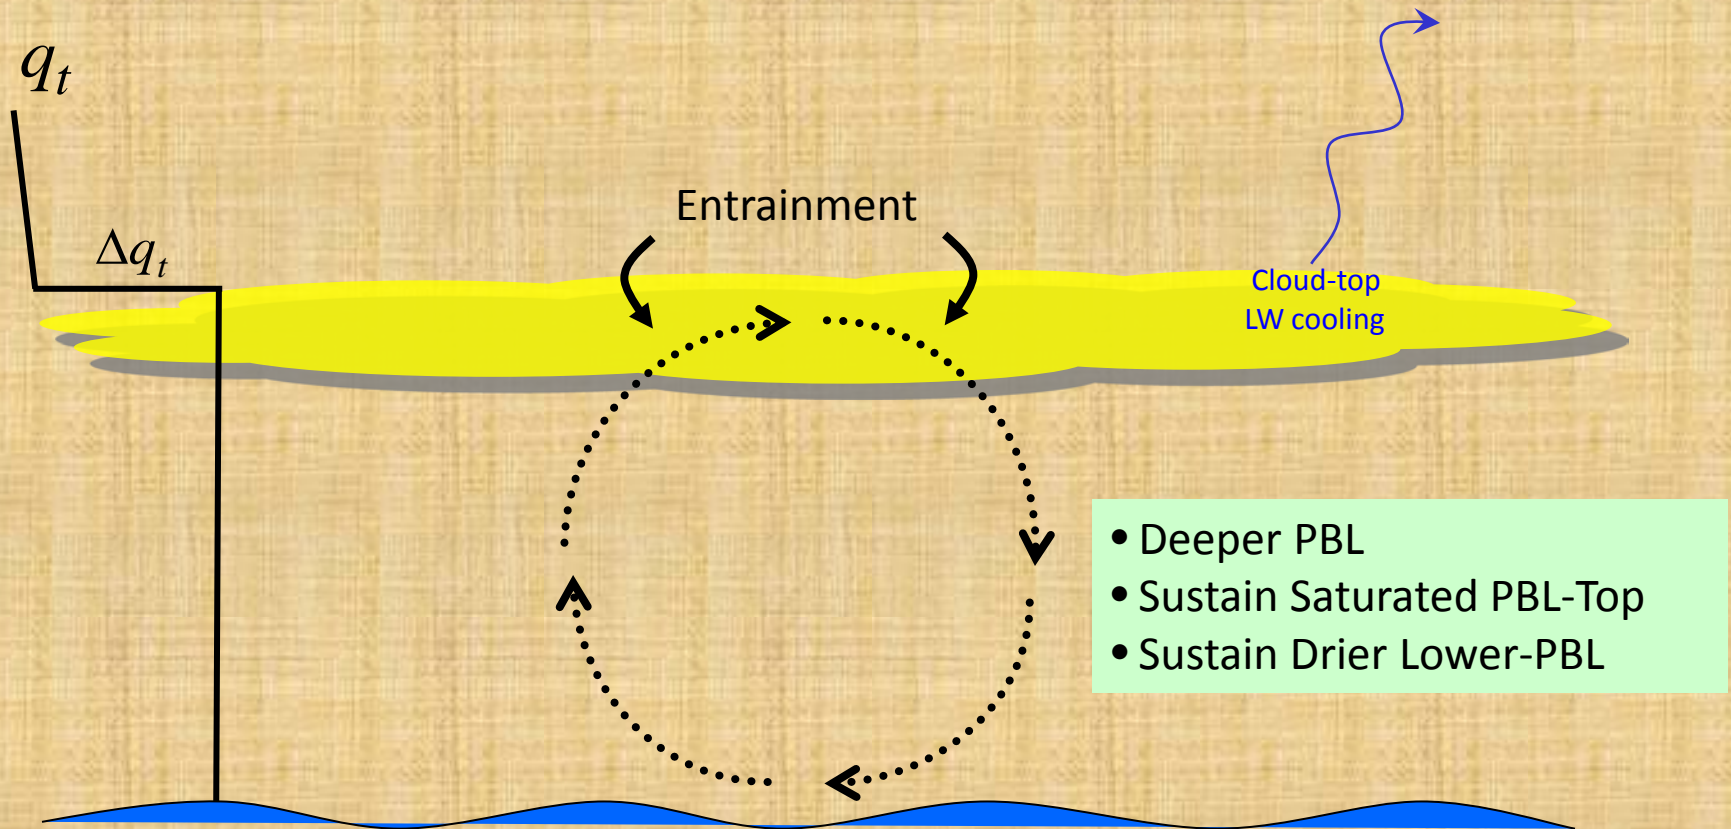 q_t
Entrainment
Δq_t
Cloud-top
LW cooling
• Deeper PBL
• Sustain Saturated PBL-Top
• Sustain Drier Lower-PBL